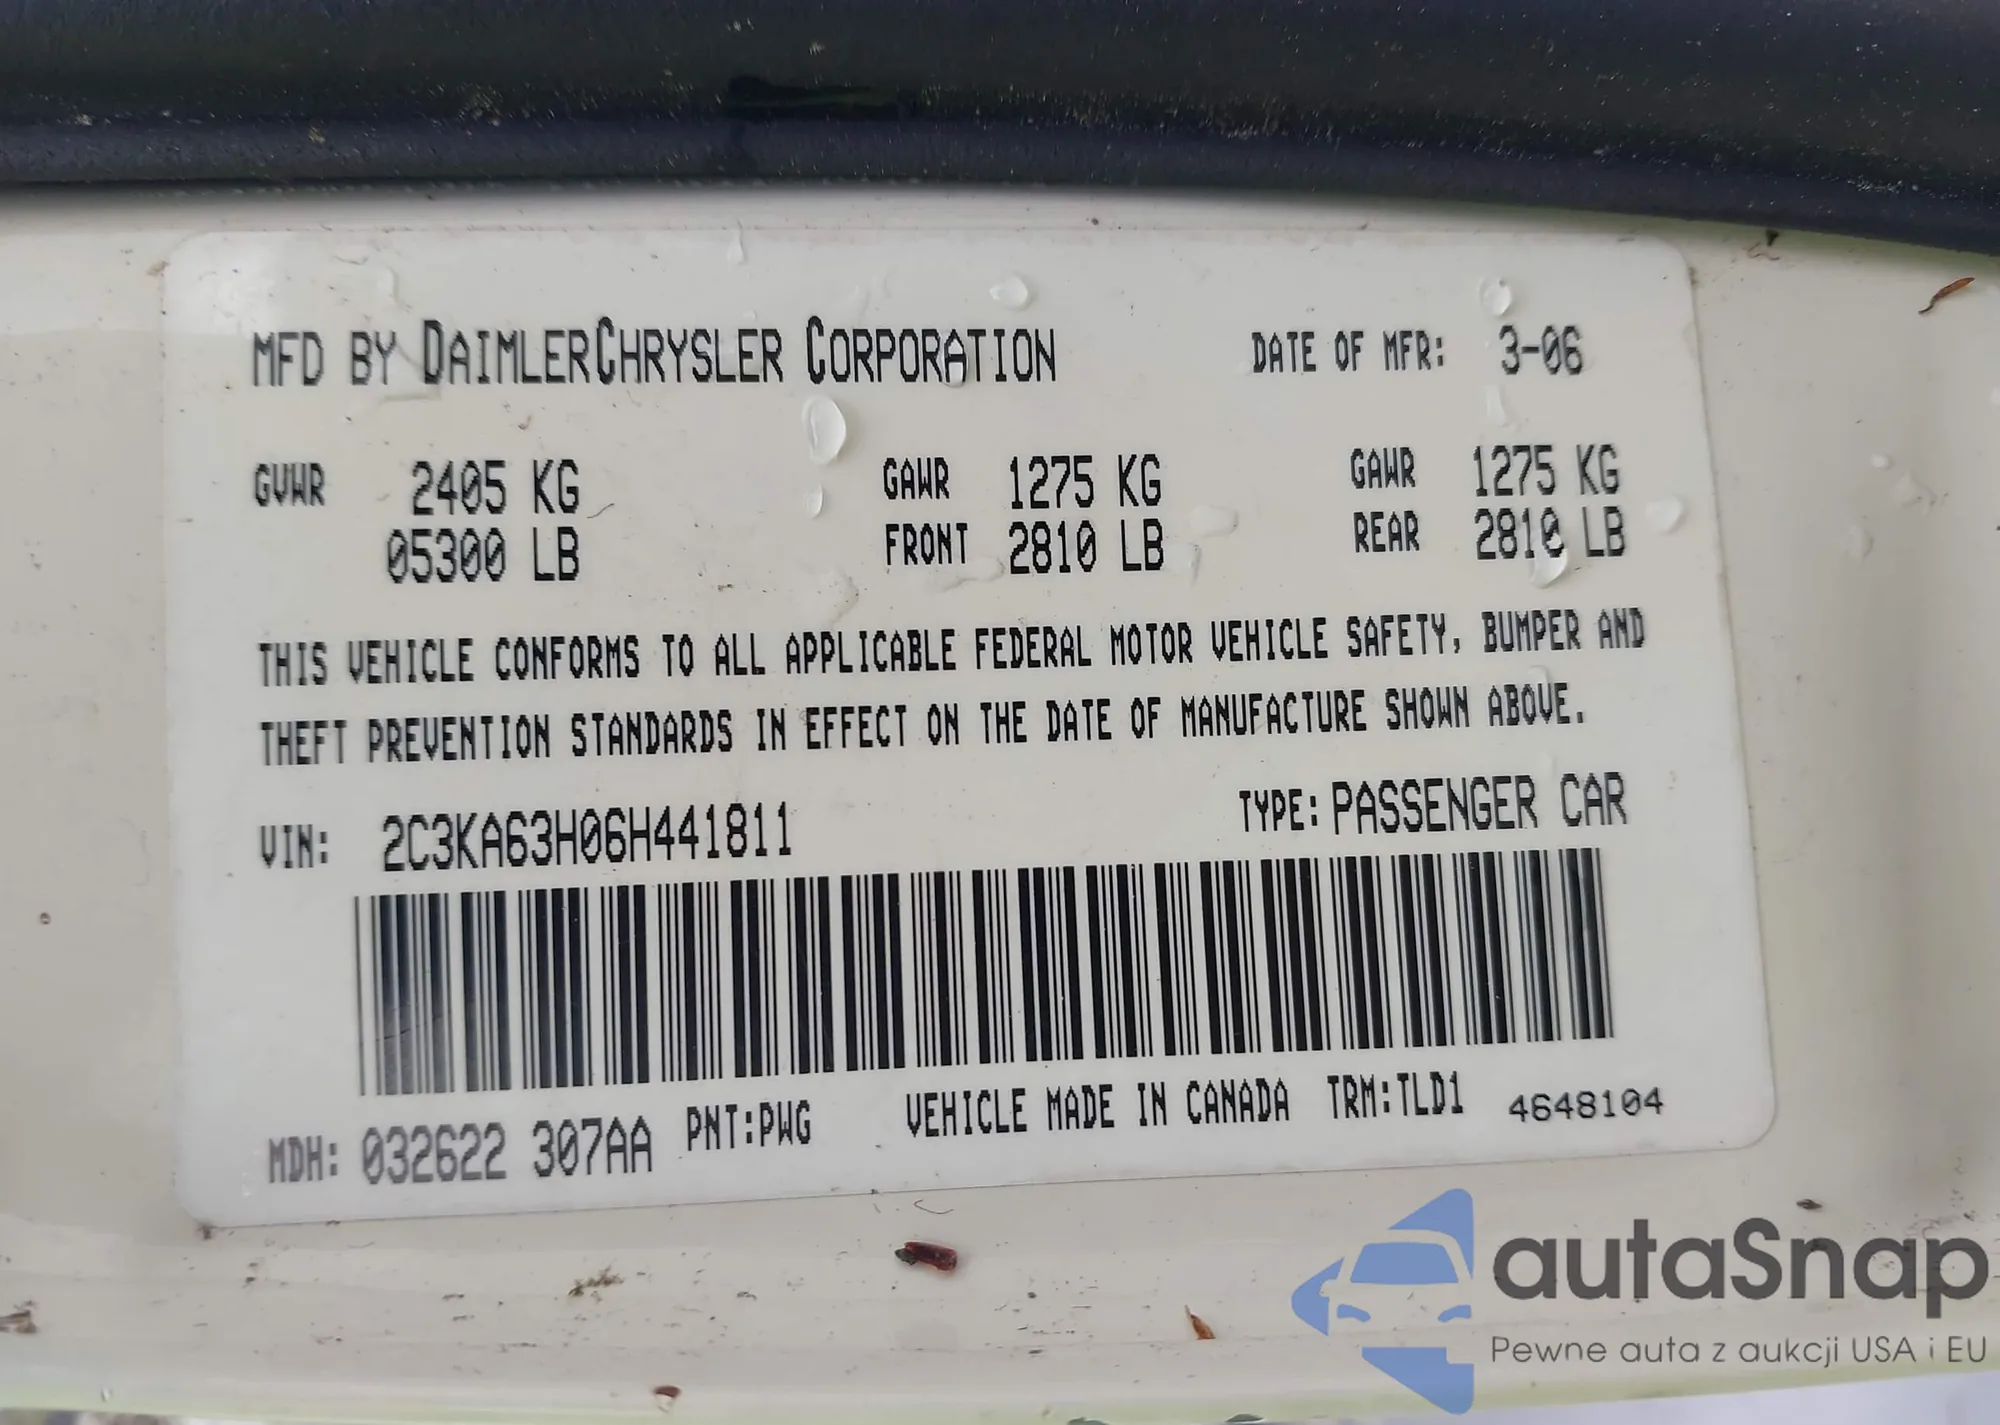 MFD BY DAIMLERCHRYSLER CORPORATION DATE OF MFR: 3-06
GVWR 2405 KG GAWR 1275 KG GAWR 1275 KG
05300 LB FRONT 2810 LB REAR 2810 LB
THIS VEHICLE CONFORMS TO ALL APPLICABLE FEDERAL MOTOR VEHICLE SAFETY, BUMPER AND
THEFT PREVENTION STANDARDS IN EFFECT ON THE DATE OF MANUFACTURE SHOWN ABOVE.
VIN: 2C3KA63H06H441811 TYPE: PASSENGER CAR
MDH: 032622 307AA PNT:PWG VEHICLE MADE IN CANADA TRM:TLD1 4648104
autaSnap
Pewne auta z aukcji USA i EU